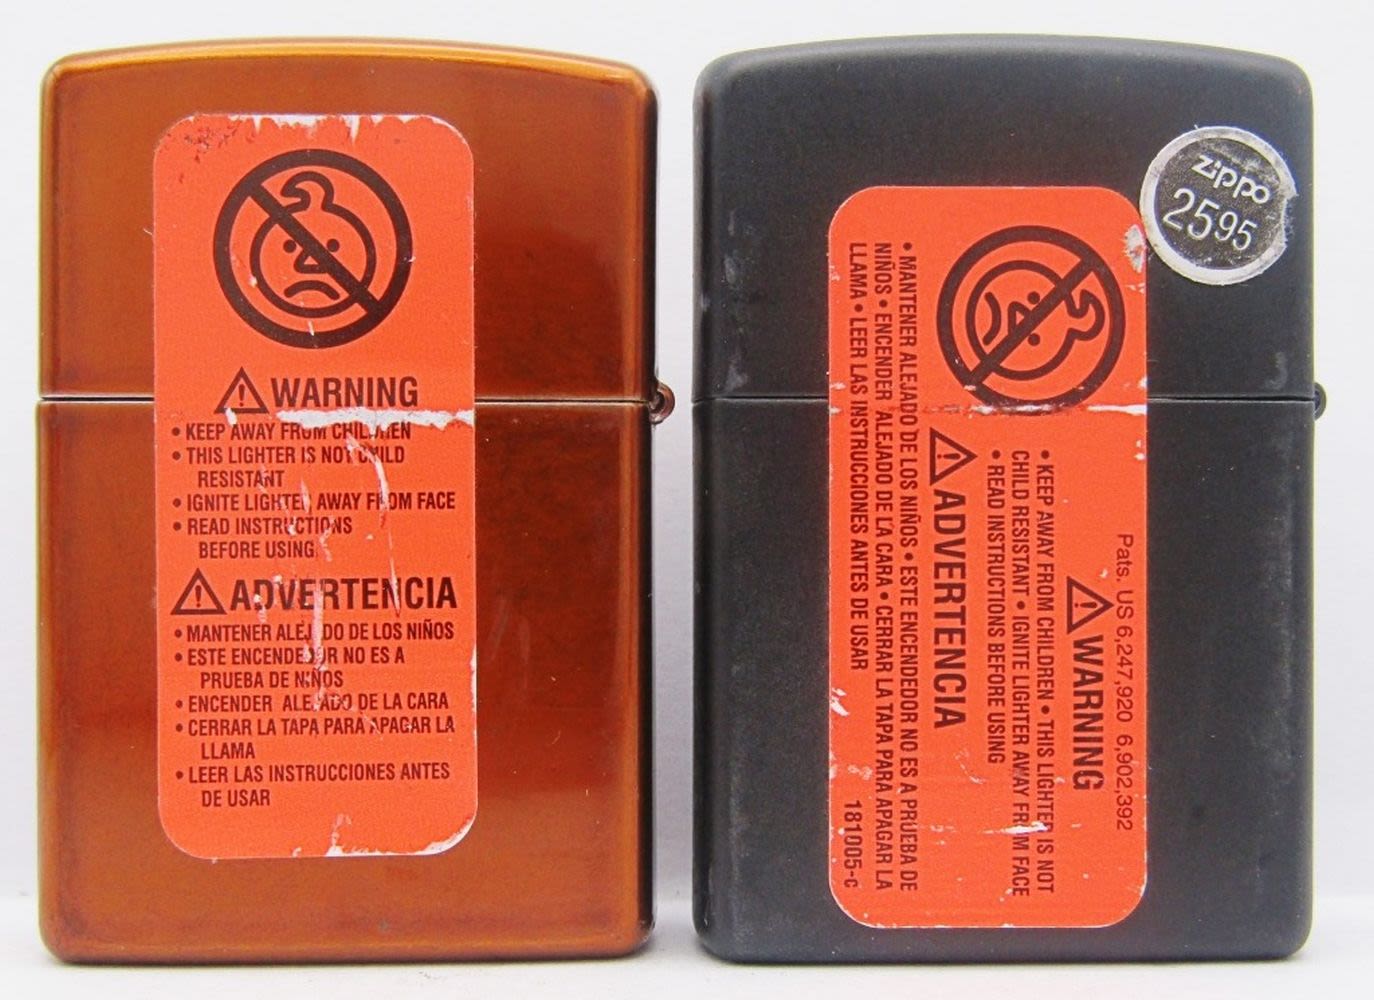 WARNING
• KEEP AWAY FROM CHILDREN
• THIS LIGHTER IS NOT CHILD
RESISTANT
• IGNITE LIGHTER AWAY FROM FACE
• READ INSTRUCTIONS
BEFORE USING
ADVERTENCIA
• MANTENER ALEJADO DE LOS NIÑOS
• ESTE ENCENDEDOR NO ES A
PRUEBA DE NIÑOS
• ENCENDER ALEJADO DE LA CARA
• CERRAR LA TAPA PARA APAGAR LA
LLAMA
• LEER LAS INSTRUCCIONES ANTES
DE USAR
zippo
2595
Pats. US 6,247,920 6,902,392
WARNING
• KEEP AWAY FROM CHILDREN • THIS LIGHTER IS NOT
CHILD RESISTANT • IGNITE LIGHTER AWAY FROM FACE
• READ INSTRUCTIONS BEFORE USING
ADVERTENCIA
• MANTENER ALEJADO DE LOS NIÑOS • ESTE ENCENDEDOR NO ES A PRUEBA DE
NIÑOS • ENCENDER ALEJADO DE LA CARA • CERRAR LA TAPA PARA APAGAR LA
LLAMA • LEER LAS INSTRUCCIONES ANTES DE USAR
181005-c